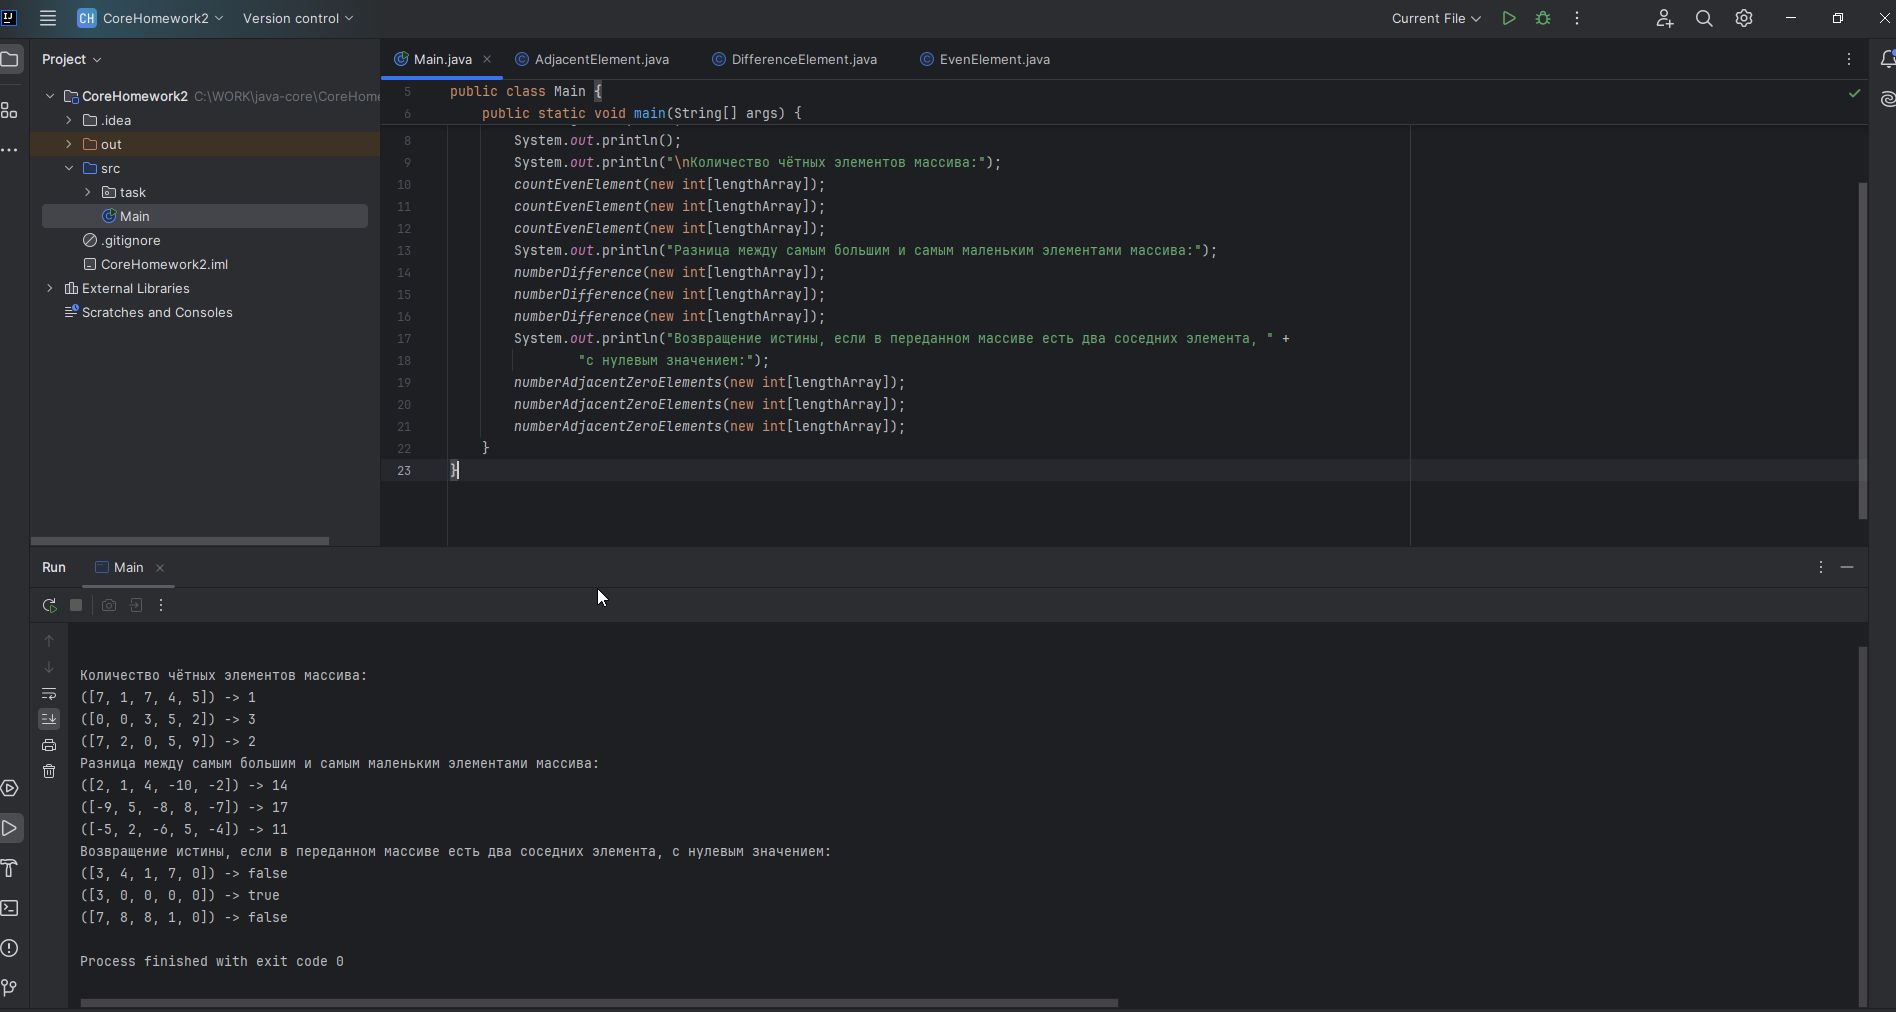 CH CoreHomework2 Version control Current File
Project
Main.java AdjacentElement.java DifferenceElement.java EvenElement.java
CoreHomework2 C:\WORK\java-core\CoreHome
.idea
out
src
task
Main
.gitignore
CoreHomework2.iml
External Libraries
Scratches and Consoles
5 public class Main {
6 public static void main(String[] args) {
8 System.out.println();
9 System.out.println("\nКоличество чётных элементов массива:");
10 countEvenElement(new int[lengthArray]);
11 countEvenElement(new int[lengthArray]);
12 countEvenElement(new int[lengthArray]);
13 System.out.println("Разница между самым большим и самым маленьким элементами массива:");
14 numberDifference(new int[lengthArray]);
15 numberDifference(new int[lengthArray]);
16 numberDifference(new int[lengthArray]);
17 System.out.println("Возвращение истины, если в переданном массиве есть два соседних элемента, " +
18 "с нулевым значением:");
19 numberAdjacentZeroElements(new int[lengthArray]);
20 numberAdjacentZeroElements(new int[lengthArray]);
21 numberAdjacentZeroElements(new int[lengthArray]);
22 }
23 }
Run Main
Количество чётных элементов массива:
([7, 1, 7, 4, 5]) -> 1
([0, 0, 3, 5, 2]) -> 3
([7, 2, 0, 5, 9]) -> 2
Разница между самым большим и самым маленьким элементами массива:
([2, 1, 4, -10, -2]) -> 14
([-9, 5, -8, 8, -7]) -> 17
([-5, 2, -6, 5, -4]) -> 11
Возвращение истины, если в переданном массиве есть два соседних элемента, с нулевым значением:
([3, 4, 1, 7, 0]) -> false
([3, 0, 0, 0, 0]) -> true
([7, 8, 8, 1, 0]) -> false
Process finished with exit code 0